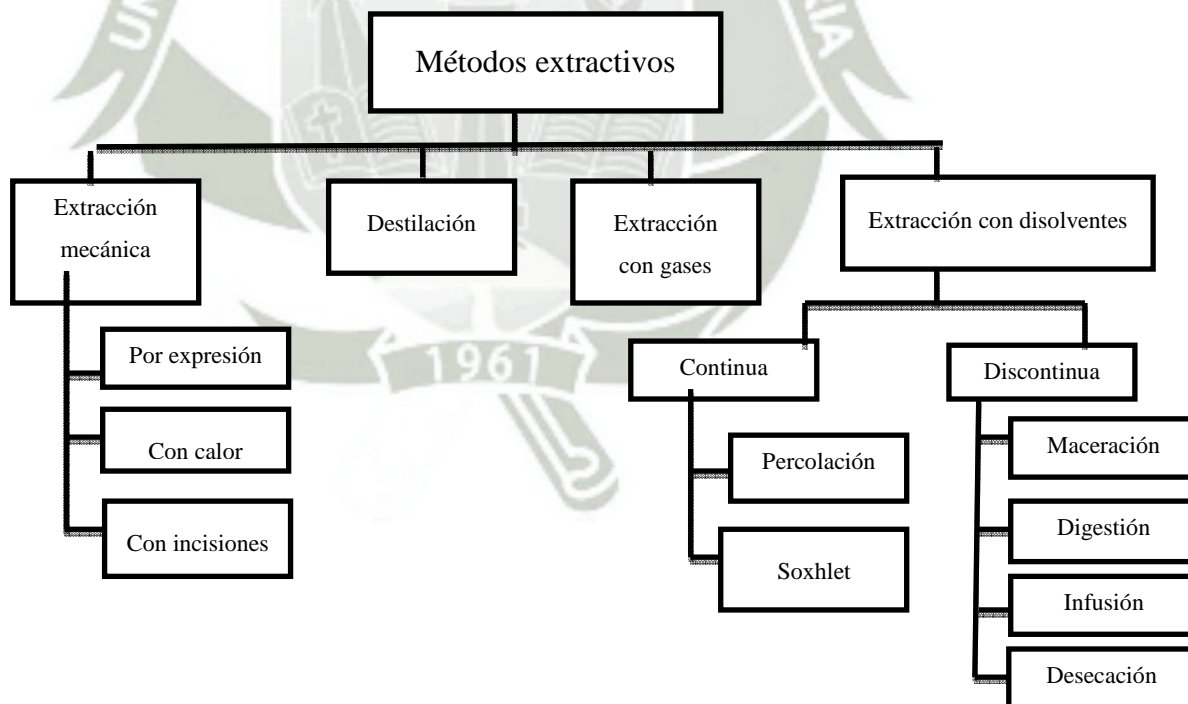 Métodos extractivos
Extracción
mecánica
Destilación
Extracción
con gases
Extracción con disolventes
Por expresión
Con calor
Con incisiones
Continua
Percolación
Soxhlet
Discontinua
Maceración
Digestión
Infusión
Desecación
1961